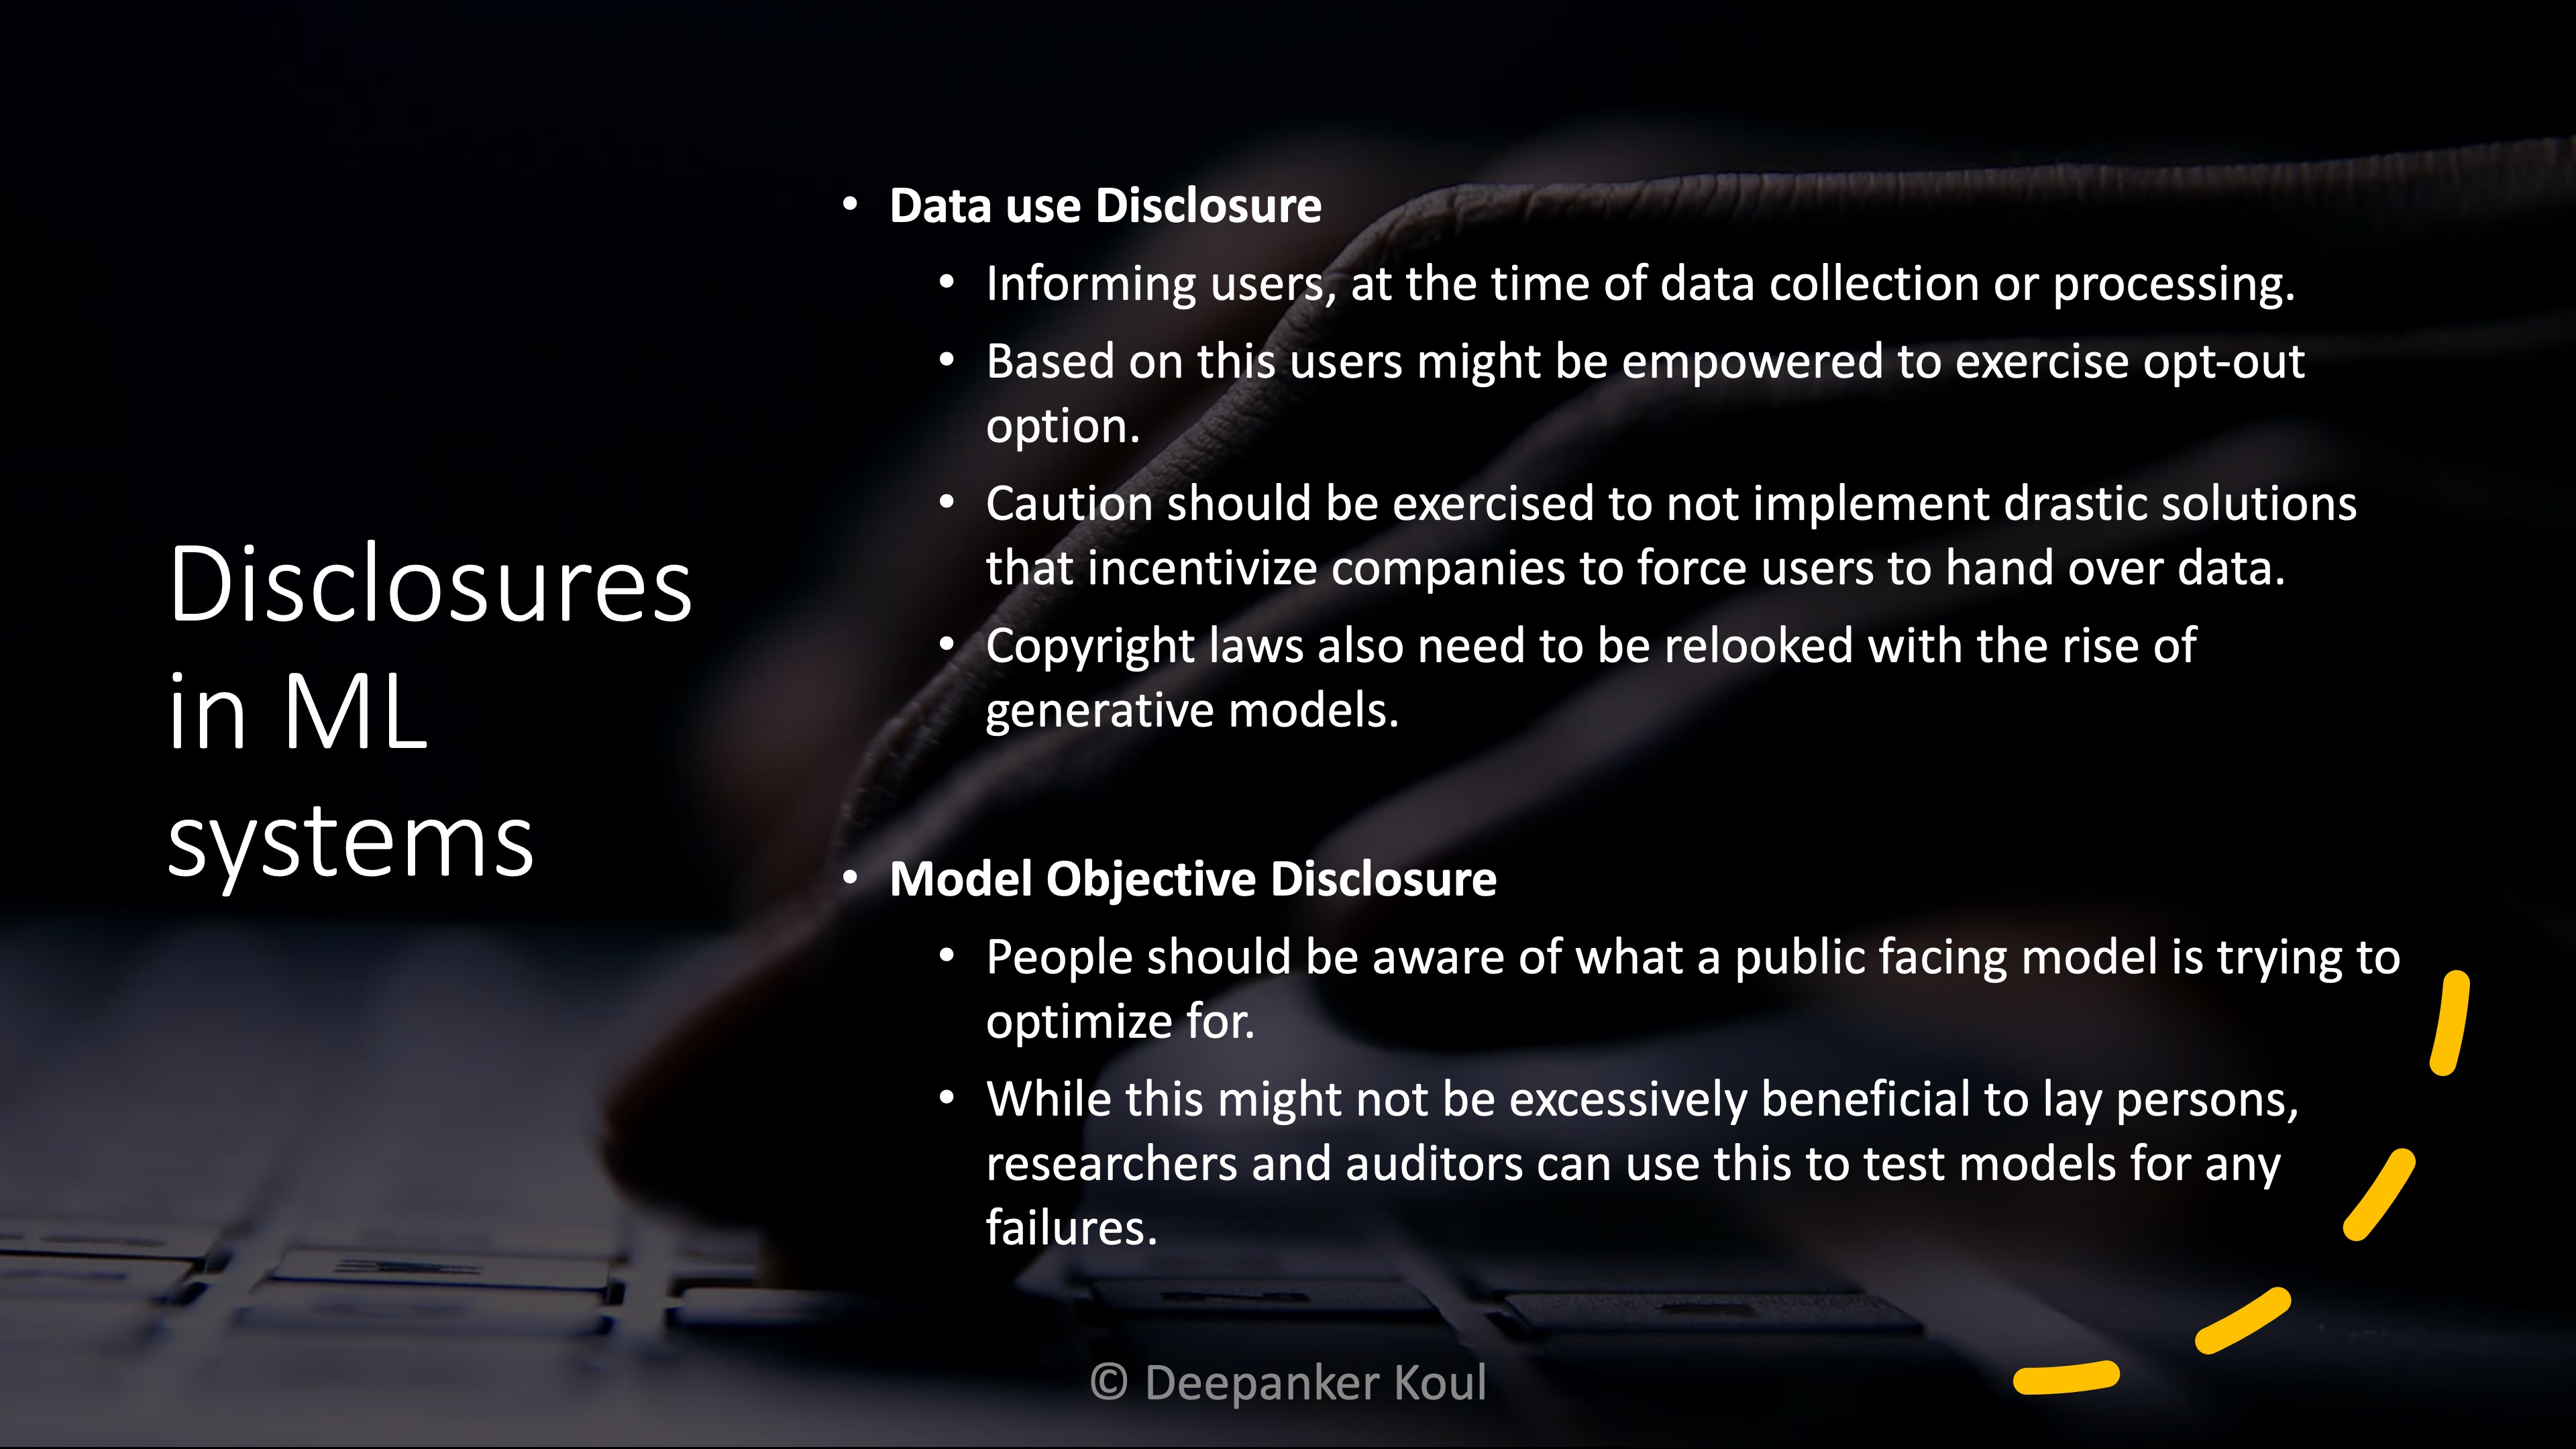 Disclosures
in ML
systems
• Data use Disclosure
• Informing users, at the time of data collection or processing.
• Based on this users might be empowered to exercise opt-out
option.
• Caution should be exercised to not implement drastic solutions
that incentivize companies to force users to hand over data.
• Copyright laws also need to be relooked with the rise of
generative models.
• Model Objective Disclosure
• People should be aware of what a public facing model is trying to
optimize for.
• While this might not be excessively beneficial to lay persons,
researchers and auditors can use this to test models for any
failures.
© Deepanker Koul